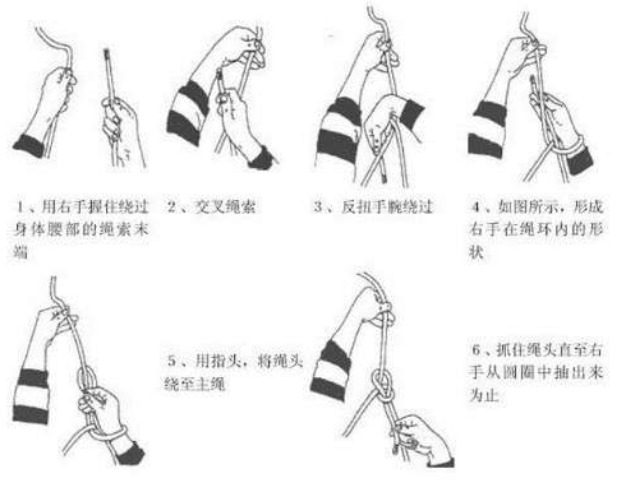 1、用右手握住绕过
身体腰部的绳索末
端
2、交叉绳索
3、反扭手腕绕过
4、如图所示，形成
右手在绳环内的形
状
5、用指头，将绳头
绕至主绳
6、抓住绳头直至右
手从圆圈中抽出来
为止